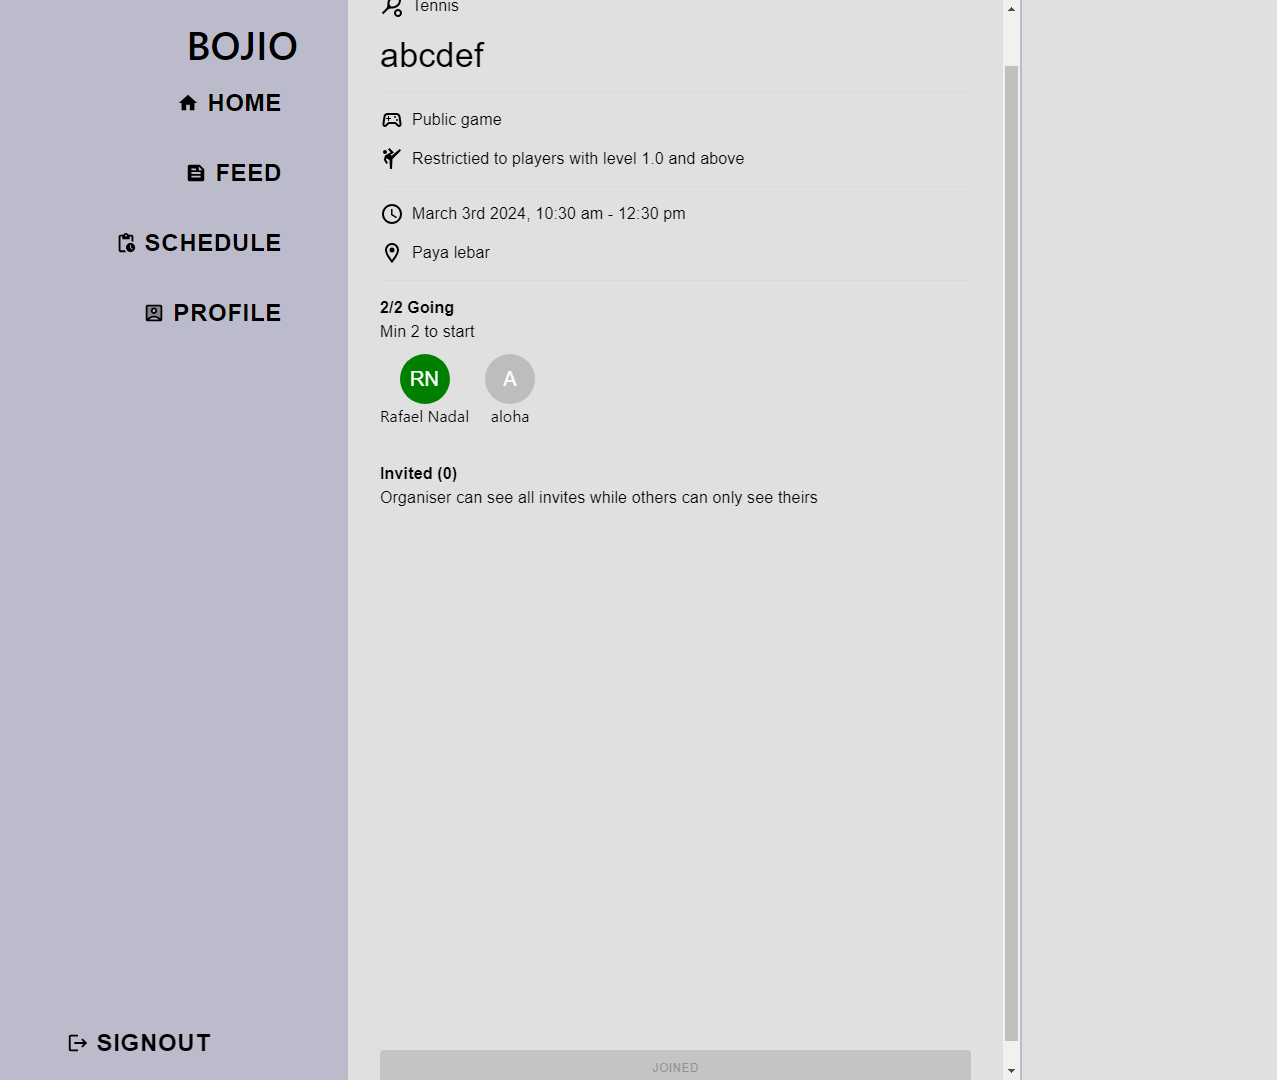 BOJIO
HOME
FEED
SCHEDULE
PROFILE
SIGNOUT
Tennis
abcdef
Public game
Restrictied to players with level 1.0 and above
March 3rd 2024, 10:30 am - 12:30 pm
Paya lebar
2/2 Going
Min 2 to start
RN A
Rafael Nadal aloha
Invited (0)
Organiser can see all invites while others can only see theirs
JOINED